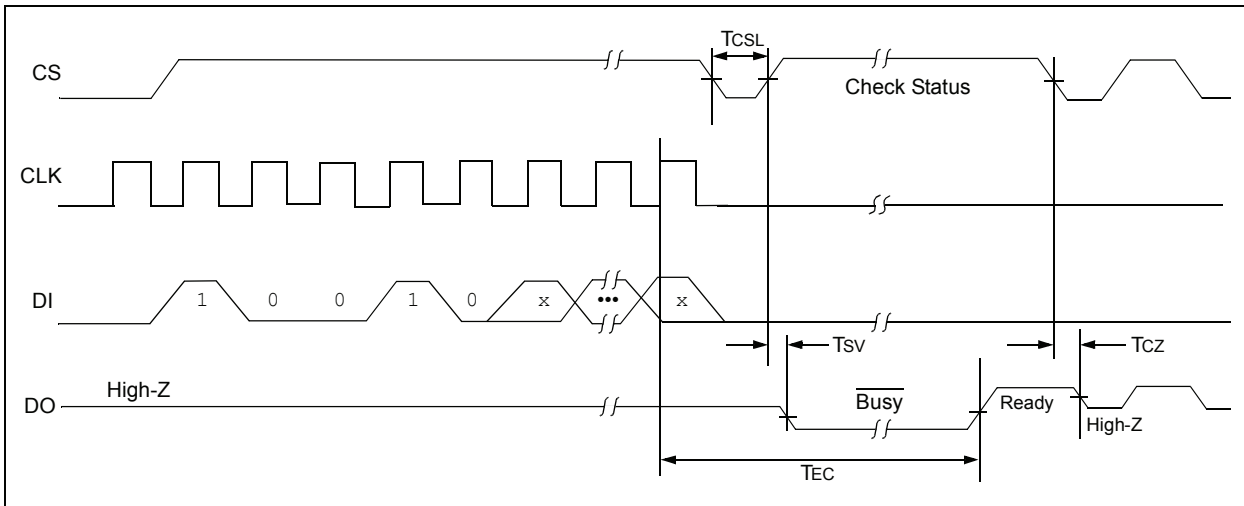 TCSL
CS
Check Status
CLK
DI
1 0 0 1 0 x ••• x
TSV
TCZ
High-Z
DO
Busy
Ready
High-Z
TEC